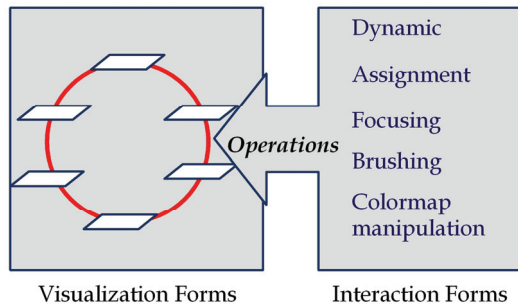 Dynamic
Assignment
Focusing
Operations
Brushing
Colormap
manipulation
Visualization Forms
Interaction Forms